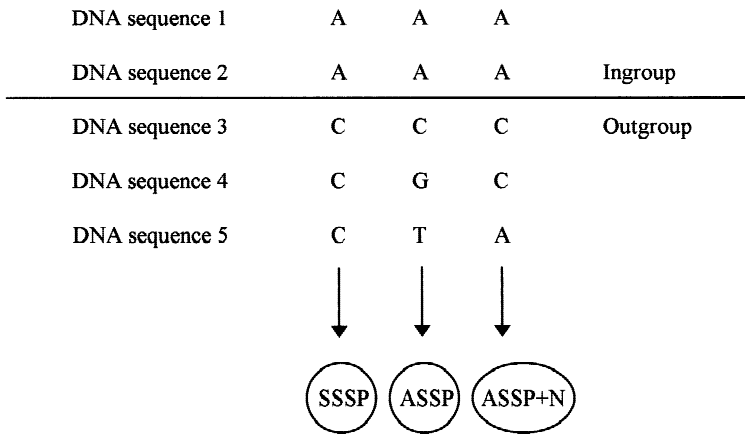 DNA sequence 1 A A A
DNA sequence 2 A A A Ingroup
DNA sequence 3 C C C Outgroup
DNA sequence 4 C G C
DNA sequence 5 C T A
SSSP ASSP ASSP+N